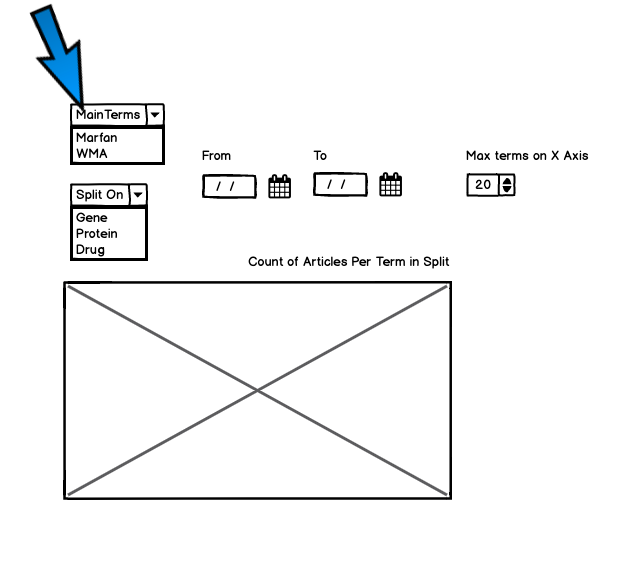 MainTerms
Marfan
WMA
From
To
Max terms on X Axis
/ /
/ /
20
Split On
Gene
Protein
Drug
Count of Articles Per Term in Split